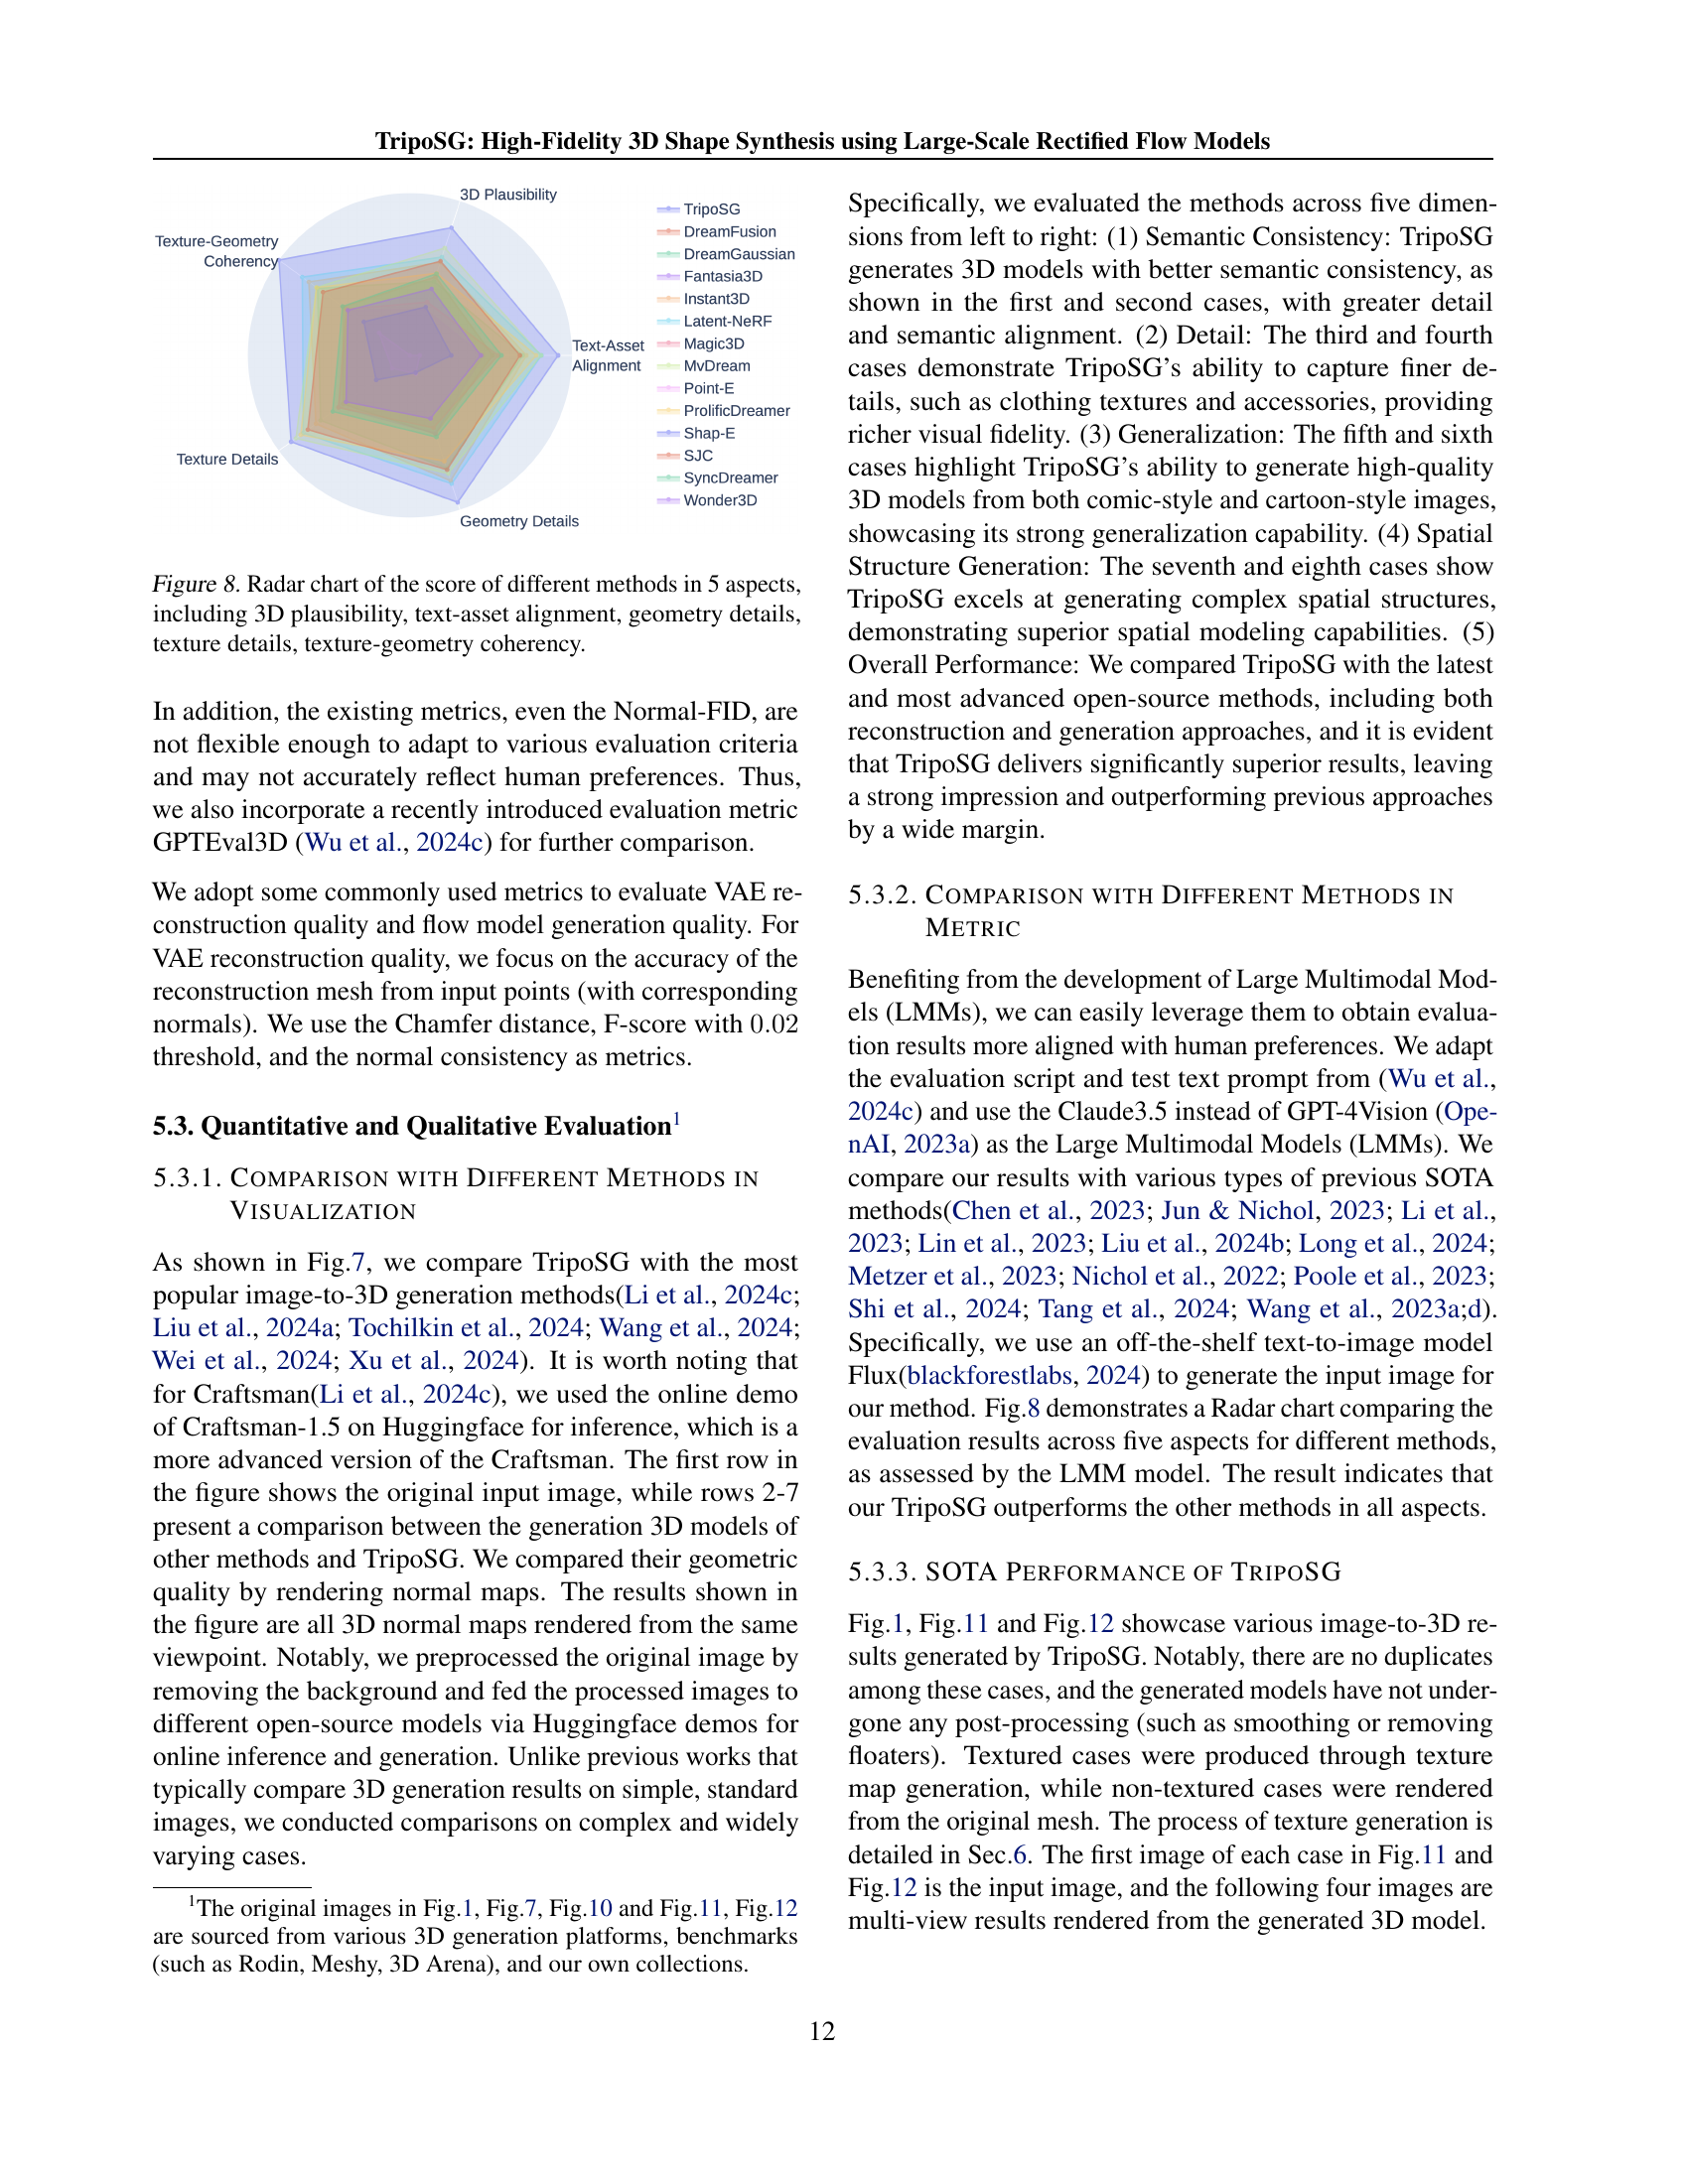 TripoSG: High-Fidelity 3D Shape Synthesis using Large-Scale Rectified Flow Models
3D Plausibility
Texture-Geometry
Coherency
Text-Asset
Alignment
Texture Details
Geometry Details
TripoSG
DreamFusion
DreamGaussian
Fantasia3D
Instant3D
Latent-NeRF
Magic3D
MvDream
Point-E
ProlificDreamer
Shap-E
SJC
SyncDreamer
Wonder3D
Figure 8. Radar chart of the score of different methods in 5 aspects,
including 3D plausibility, text-asset alignment, geometry details,
texture details, texture-geometry coherency.
In addition, the existing metrics, even the Normal-FID, are
not flexible enough to adapt to various evaluation criteria
and may not accurately reflect human preferences. Thus,
we also incorporate a recently introduced evaluation metric
GPTEval3D (Wu et al., 2024c) for further comparison.
We adopt some commonly used metrics to evaluate VAE re-
construction quality and flow model generation quality. For
VAE reconstruction quality, we focus on the accuracy of the
reconstruction mesh from input points (with corresponding
normals). We use the Chamfer distance, F-score with 0.02
threshold, and the normal consistency as metrics.
5.3. Quantitative and Qualitative Evaluation1
5.3.1. COMPARISON WITH DIFFERENT METHODS IN
VISUALIZATION
As shown in Fig.7, we compare TripoSG with the most
popular image-to-3D generation methods(Li et al., 2024c;
Liu et al., 2024a; Tochilkin et al., 2024; Wang et al., 2024;
Wei et al., 2024; Xu et al., 2024). It is worth noting that
for Craftsman(Li et al., 2024c), we used the online demo
of Craftsman-1.5 on Huggingface for inference, which is a
more advanced version of the Craftsman. The first row in
the figure shows the original input image, while rows 2-7
present a comparison between the generation 3D models of
other methods and TripoSG. We compared their geometric
quality by rendering normal maps. The results shown in
the figure are all 3D normal maps rendered from the same
viewpoint. Notably, we preprocessed the original image by
removing the background and fed the processed images to
different open-source models via Huggingface demos for
online inference and generation. Unlike previous works that
typically compare 3D generation results on simple, standard
images, we conducted comparisons on complex and widely
varying cases.
1The original images in Fig.1, Fig.7, Fig.10 and Fig.11, Fig.12
are sourced from various 3D generation platforms, benchmarks
(such as Rodin, Meshy, 3D Arena), and our own collections.
Specifically, we evaluated the methods across five dimen-
sions from left to right: (1) Semantic Consistency: TripoSG
generates 3D models with better semantic consistency, as
shown in the first and second cases, with greater detail
and semantic alignment. (2) Detail: The third and fourth
cases demonstrate TripoSG's ability to capture finer de-
tails, such as clothing textures and accessories, providing
richer visual fidelity. (3) Generalization: The fifth and sixth
cases highlight TripoSG's ability to generate high-quality
3D models from both comic-style and cartoon-style images,
showcasing its strong generalization capability. (4) Spatial
Structure Generation: The seventh and eighth cases show
TripoSG excels at generating complex spatial structures,
demonstrating superior spatial modeling capabilities. (5)
Overall Performance: We compared TripoSG with the latest
and most advanced open-source methods, including both
reconstruction and generation approaches, and it is evident
that TripoSG delivers significantly superior results, leaving
a strong impression and outperforming previous approaches
by a wide margin.
5.3.2. COMPARISON WITH DIFFERENT METHODS IN
METRIC
Benefiting from the development of Large Multimodal Mod-
els (LMMs), we can easily leverage them to obtain evalua-
tion results more aligned with human preferences. We adapt
the evaluation script and test text prompt from (Wu et al.,
2024c) and use the Claude3.5 instead of GPT-4Vision (Ope-
nAI, 2023a) as the Large Multimodal Models (LMMs). We
compare our results with various types of previous SOTA
methods(Chen et al., 2023; Jun & Nichol, 2023; Li et al.,
2023; Lin et al., 2023; Liu et al., 2024b; Long et al., 2024;
Metzer et al., 2023; Nichol et al., 2022; Poole et al., 2023;
Shi et al., 2024; Tang et al., 2024; Wang et al., 2023a;d).
Specifically, we use an off-the-shelf text-to-image model
Flux(blackforestlabs, 2024) to generate the input image for
our method. Fig.8 demonstrates a Radar chart comparing the
evaluation results across five aspects for different methods,
as assessed by the LMM model. The result indicates that
our TripoSG outperforms the other methods in all aspects.
5.3.3. SOTA PERFORMANCE OF TRIPOSG
Fig.1, Fig.11 and Fig.12 showcase various image-to-3D re-
sults generated by TripoSG. Notably, there are no duplicates
among these cases, and the generated models have not under-
gone any post-processing (such as smoothing or removing
floaters). Textured cases were produced through texture
map generation, while non-textured cases were rendered
from the original mesh. The process of texture generation is
detailed in Sec.6. The first image of each case in Fig.11 and
Fig.12 is the input image, and the following four images are
multi-view results rendered from the generated 3D model.
12